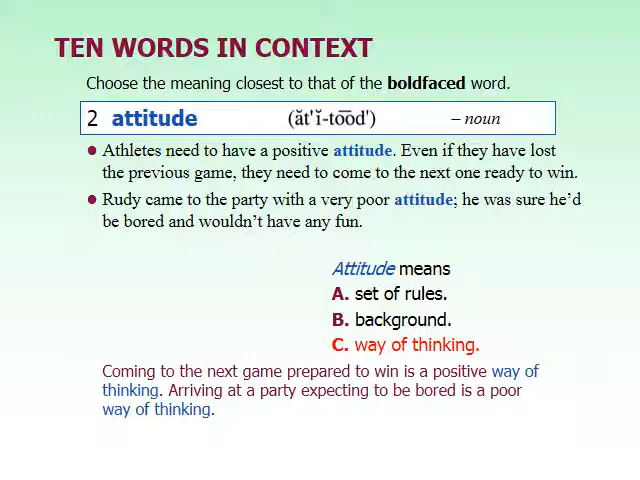 TEN WORDS IN CONTEXT
Choose the meaning closest to that of the boldfaced word.
2 attitude (ăt'ĭ-to͞od') – noun
• Athletes need to have a positive attitude. Even if they have lost
the previous game, they need to come to the next one ready to win.
• Rudy came to the party with a very poor attitude; he was sure he’d
be bored and wouldn’t have any fun.
Attitude means
A. set of rules.
B. background.
C. way of thinking.
Coming to the next game prepared to win is a positive way of
thinking. Arriving at a party expecting to be bored is a poor
way of thinking.